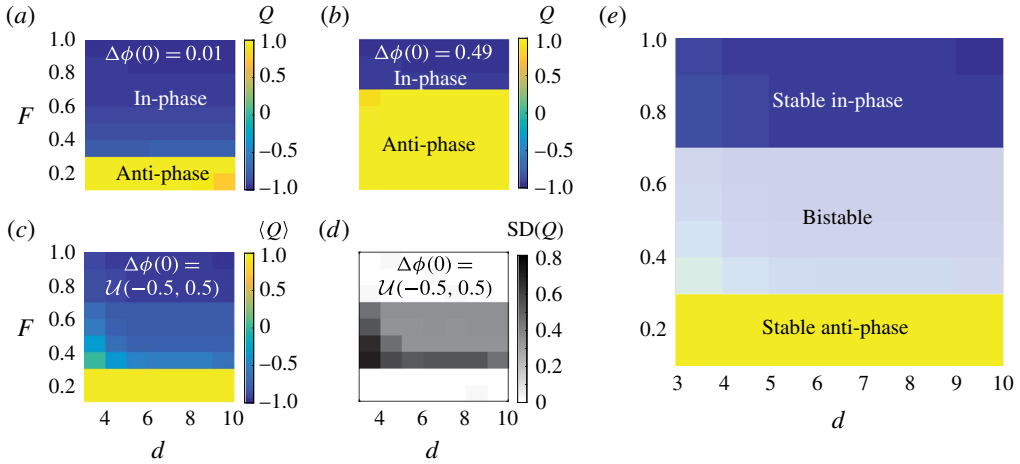 (a)
Q
Δϕ(0) = 0.01
In-phase
Anti-phase
F
1.0
0.8
0.6
0.4
0.2
1.0
0.5
0
−0.5
−1.0
(b)
Q
Δϕ(0) = 0.49
In-phase
Anti-phase
1.0
0.5
0
−0.5
−1.0
(c)
⟨Q⟩
Δϕ(0) =
𝒰(−0.5, 0.5)
F
1.0
0.8
0.6
0.4
0.2
4 6 8 10
d
1.0
0.5
0
−0.5
−1.0
(d)
SD(Q)
Δϕ(0) =
𝒰(−0.5, 0.5)
4 6 8 10
d
0.8
0.6
0.4
0.2
0
(e)
1.0
0.8
0.6
0.4
0.2
Stable in-phase
Bistable
Stable anti-phase
3 4 5 6 7 8 9 10
d